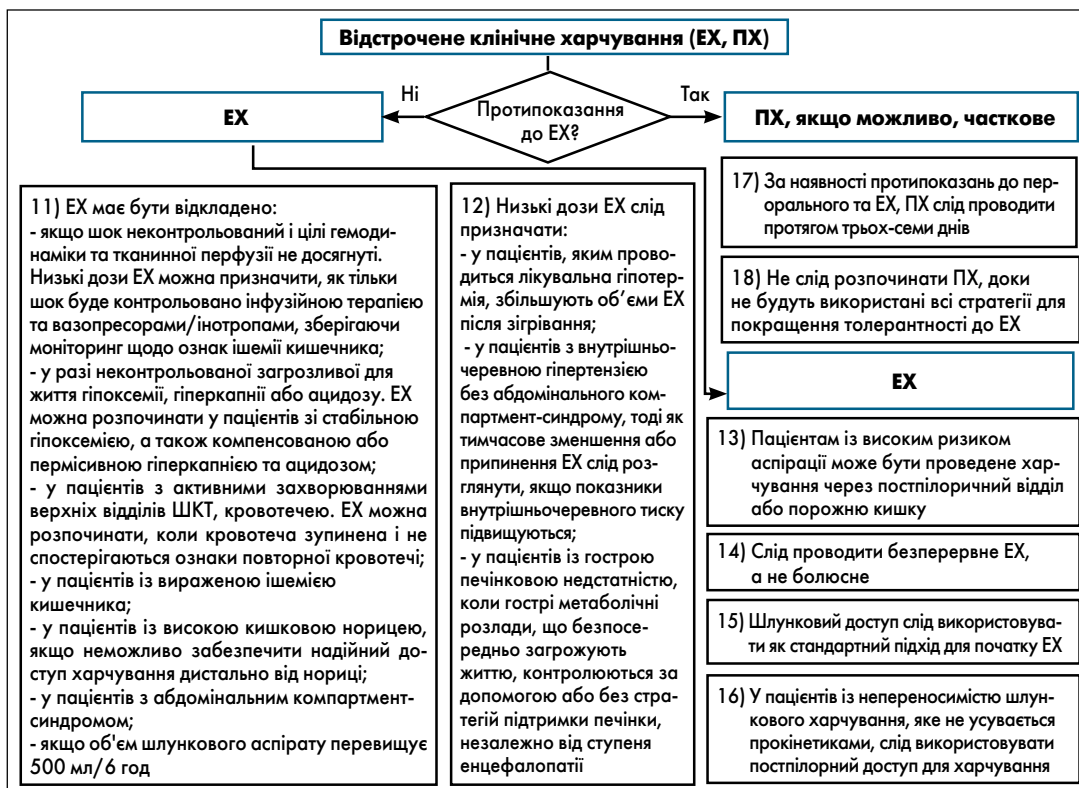 Відстрочене клінічне харчування (ЕХ, ПХ)
Ні
Протипоказання
до ЕХ?
Так
ЕХ
ПХ, якщо можливо, часткове
11) ЕХ має бути відкладено:
- якщо шок неконтрольований і цілі гемоди-
наміки та тканинної перфузії не досягнуті.
Низькі дози ЕХ можна призначити, як тільки
шок буде контрольовано інфузійною терапією
та вазопресорами/інотропами, зберігаючи
моніторинг щодо ознак ішемії кишечника;
- у разі неконтрольованої загрозливої для
життя гіпоксемії, гіперкапнії або ацидозу. ЕХ
можна розпочинати у пацієнтів зі стабільною
гіпоксемією, а також компенсованою або
пермісивною гіперкапнією та ацидозом;
- у пацієнтів з активними захворюваннями
верхніх відділів ШКТ, кровотечею. ЕХ можна
розпочинати, коли кровотеча зупинена і не
спостерігаються ознаки повторної кровотечі;
- у пацієнтів із вираженою ішемією
кишечника;
- у пацієнтів із високою кишковою норицею,
якщо неможливо забезпечити надійний до-
ступ харчування дистально від нориці;
- у пацієнтів з абдомінальним компартмент-
синдромом;
- якщо об'єм шлункового аспірату перевищує
500 мл/6 год
12) Низькі дози ЕХ слід
призначати:
- у пацієнтів, яким прово-
диться лікувальна гіпотер-
мія, збільшують об’єми ЕХ
після зігрівання;
- у пацієнтів з внутрішньо-
черевною гіпертензією
без абдомінального ком-
партмент-синдрому, тоді як
тимчасове зменшення або
припинення ЕХ слід роз-
глянути, якщо показники
внутрішньочеревного тиску
підвищуються;
- у пацієнтів із гострою
печінковою недстатністю,
коли гострі метаболічні
розлади, що безпосе-
редньо загрожують
життю, контролюються за
допомогою або без стра-
тегій підтримки печінки,
незалежно від ступеня
енцефалопатії
17) За наявності протипоказань до пер-
орального та ЕХ, ПХ слід проводити
протягом трьох-семи днів
18) Не слід розпочинати ПХ, доки
не будуть використані всі стратегії для
покращення толерантності до ЕХ
ЕХ
13) Пацієнтам із високим ризиком
аспірації може бути проведене хар-
чування через постпілоричний відділ
або порожню кишку
14) Слід проводити безперервне ЕХ,
а не болюсне
15) Шлунковий доступ слід використовува-
ти як стандартний підхід для початку ЕХ
16) У пацієнтів із непереносимістю шлун-
кового харчування, яке не усувається
прокінетиками, слід використовувати
постпілорний доступ для харчування